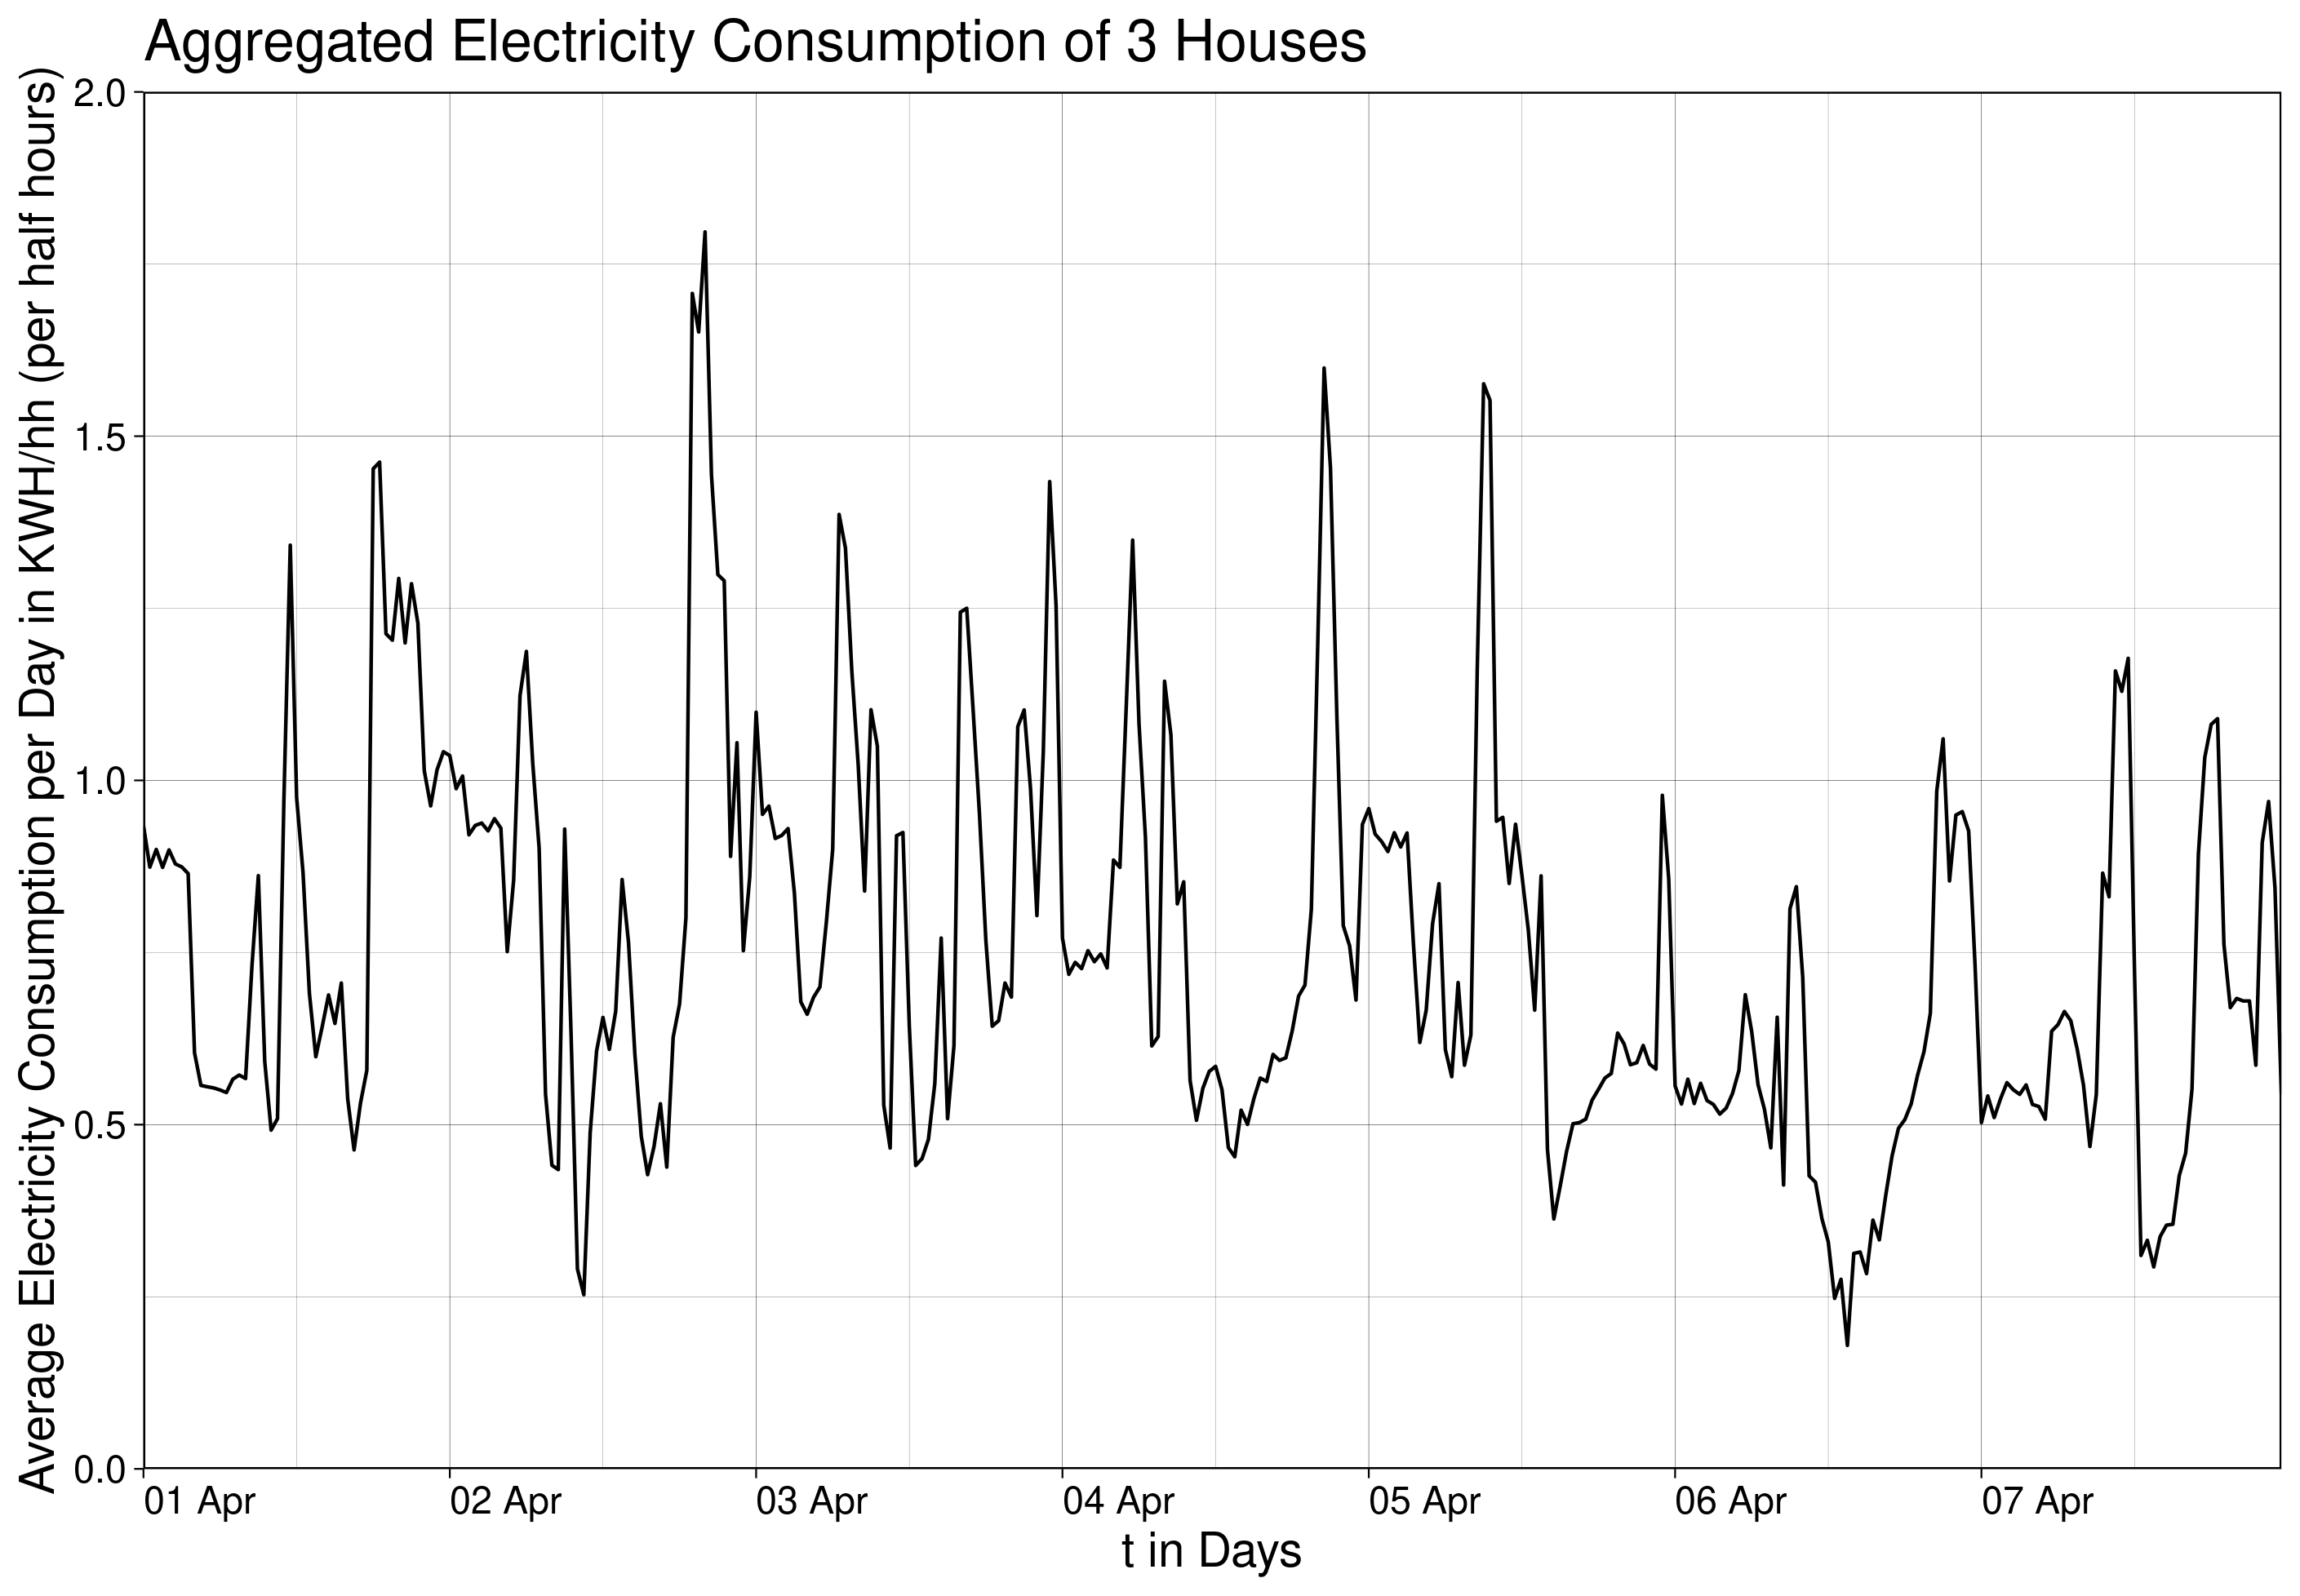 Aggregated Electricity Consumption of 3 Houses
Average Electricity Consumption per Day in KWH/hh (per half hours)
2.0
1.5
1.0
0.5
0.0
01 Apr 02 Apr 03 Apr 04 Apr 05 Apr 06 Apr 07 Apr
t in Days